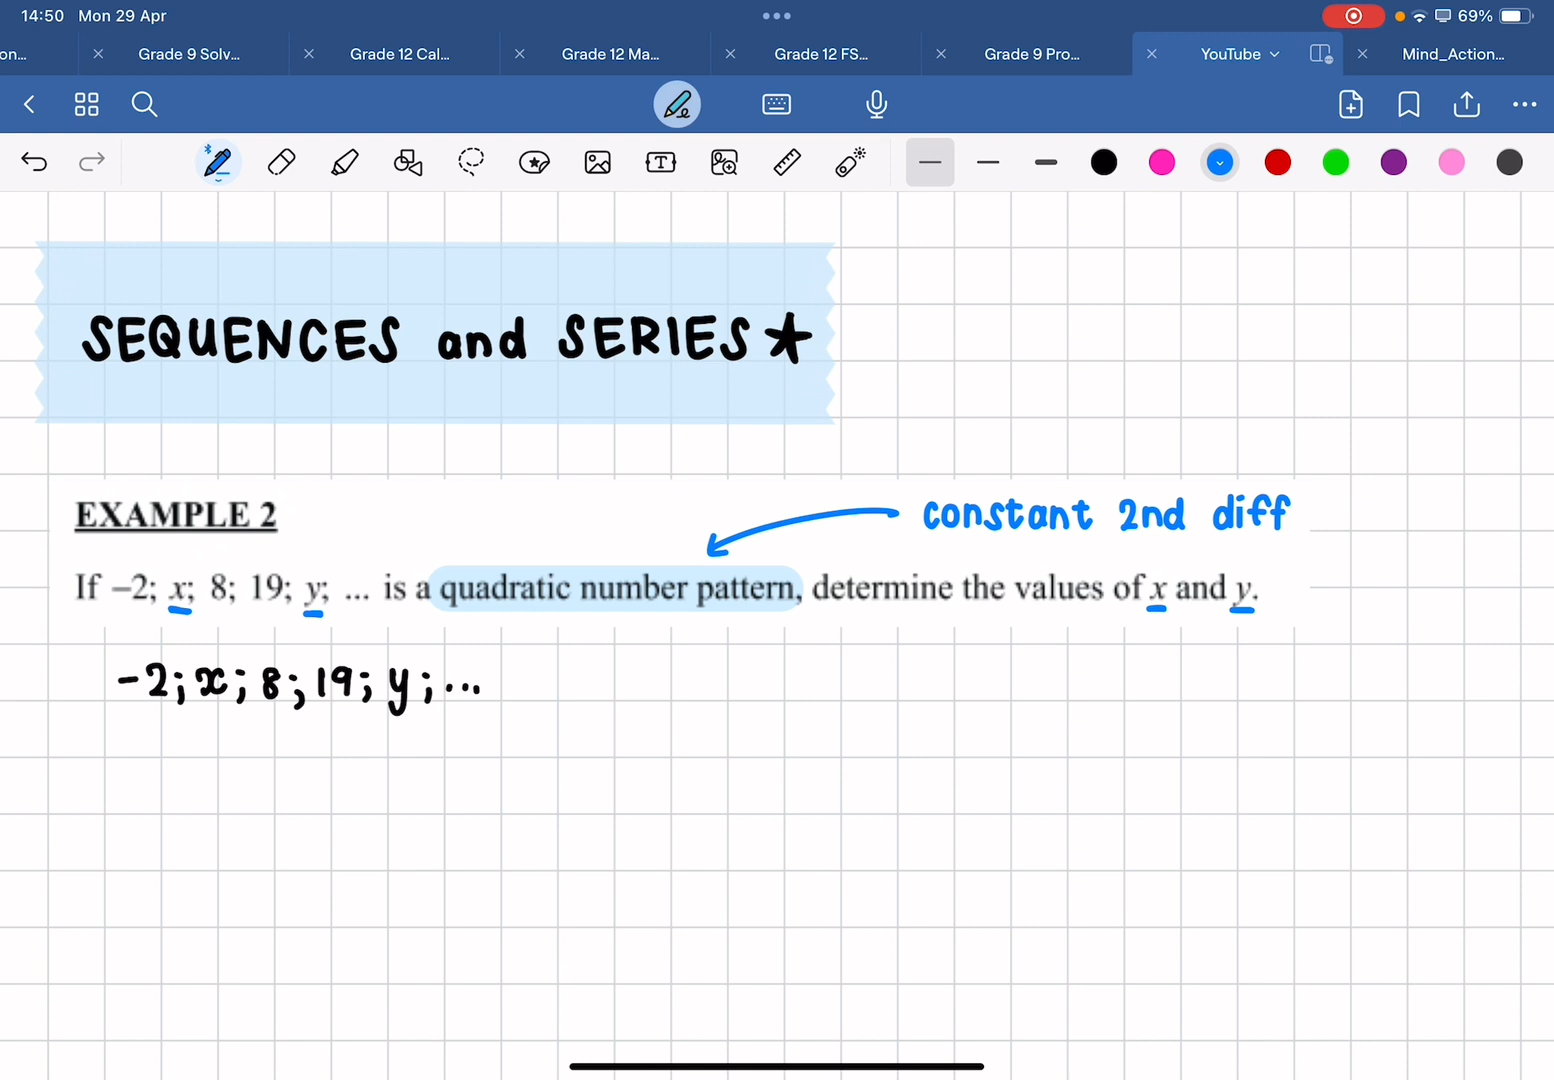 14:50 Mon 29 Apr 69%
on... Grade 9 Solv... Grade 12 Cal... Grade 12 Ma... Grade 12 FS... Grade 9 Pro... YouTube Mind_Action...
SEQUENCES and SERIES★
EXAMPLE 2
constant 2nd diff
If –2; x; 8; 19; y; ... is a quadratic number pattern, determine the values of x and y.
-2; x; 8; 19; y; ...